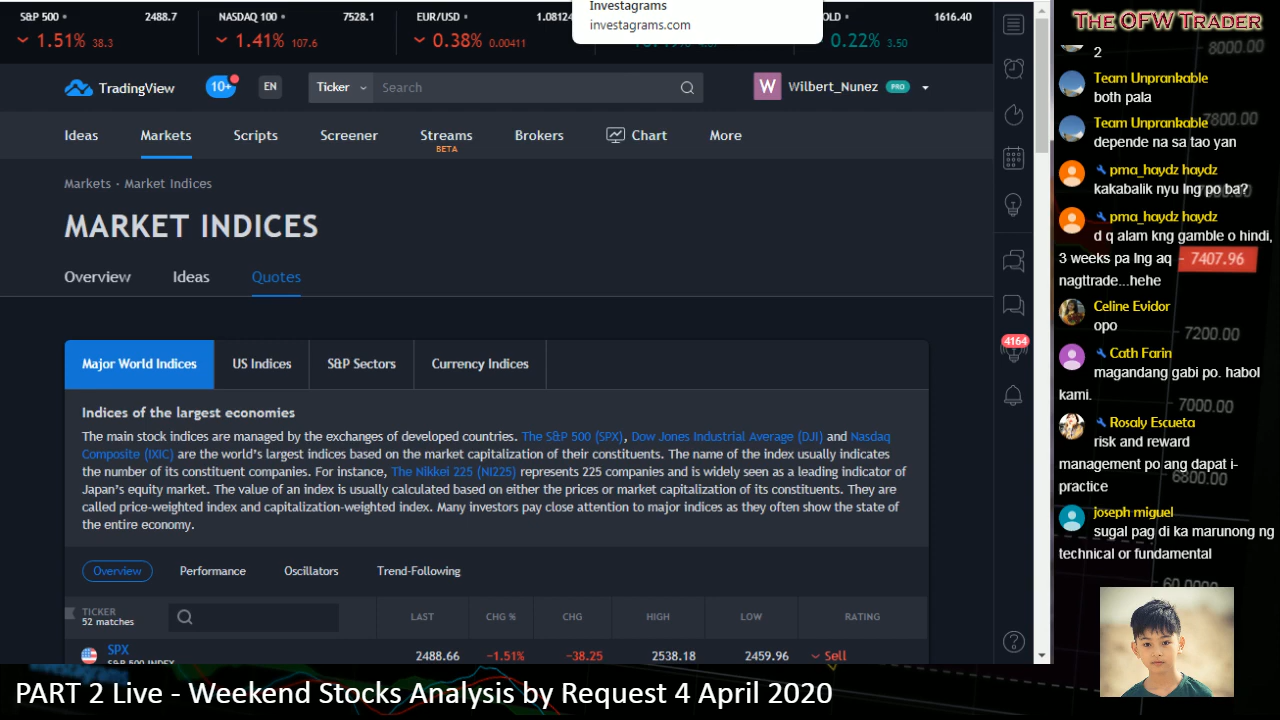 Investagrams
investagrams.com
S&P 500 2488.7 NASDAQ 100 7528.1 EUR/USD 1.0812 OLD 1616.40
1.51% 38.3 1.41% 107.6 0.38% 0.00411 0.22% 3.50
TradingView 10+ EN Ticker Search W Wilbert_Nunez PRO
Ideas Markets Scripts Screener Streams Brokers Chart More
BETA
Markets · Market Indices
MARKET INDICES
Overview Ideas Quotes
Major World Indices US Indices S&P Sectors Currency Indices
Indices of the largest economies
The main stock indices are managed by the exchanges of developed countries. The S&P 500 (SPX), Dow Jones Industrial Average (DJI) and Nasdaq
Composite (IXIC) are the world's largest indices based on the market capitalization of their constituents. The name of the index usually indicates
the number of its constituent companies. For instance, The Nikkei 225 (NI225) represents 225 companies and is widely seen as a leading indicator of
Japan's equity market. The value of an index is usually calculated based on either the prices or market capitalization of its constituents. They are
called price-weighted index and capitalization-weighted index. Many investors pay close attention to major indices as they often show the state of
the entire economy.
Overview Performance Oscillators Trend-Following
TICKER
52 matches
LAST CHG % CHG HIGH LOW RATING
SPX
S&P 500 INDEX
2488.66 −1.51% −38.25 2538.18 2459.96 Sell
4164
The OFW Trader
2
Team Unprankable
both pala
Team Unprankable
depende na sa tao yan
pma_haydz haydz
kakabalik nyu lng po ba?
pma_haydz haydz
d q alam kng gamble o hindi,
3 weeks pa lng aq
nagttrade...hehe
Celine Evidor
opo
Cath Farin
magandang gabi po. habol
kami.
Rosaly Escueta
risk and reward
management po ang dapat i-
practice
joseph miguel
sugal pag di ka marunong ng
technical or fundamental
8000.00
7800.00
7407.96
7200.00
7000.00
6800.00
60.0000
PART 2 Live - Weekend Stocks Analysis by Request 4 April 2020